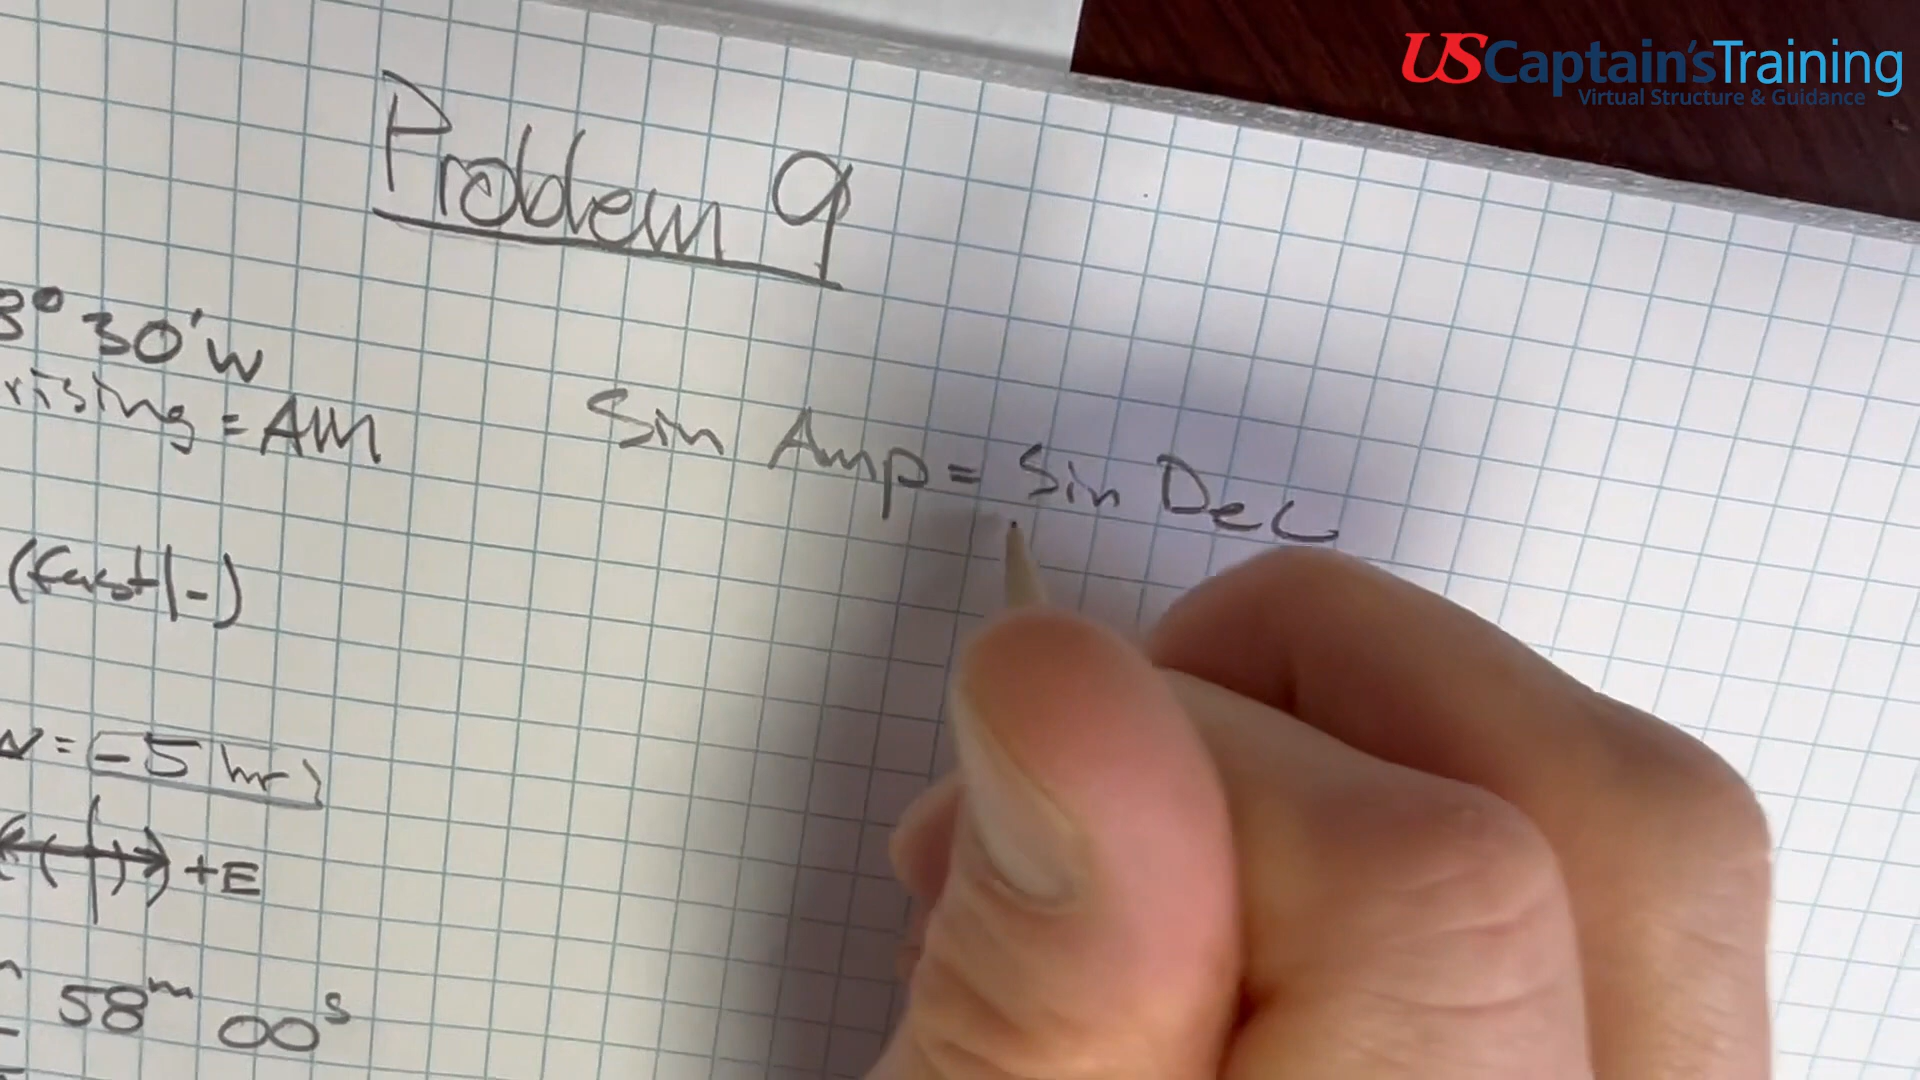 USCaptain'sTraining
Virtual Structure & Guidance
Problem 9
3° 30' W
rising = AM
Sin Amp = Sin Dec
(fast | -)
W = -5 hr
+E
58m 00s